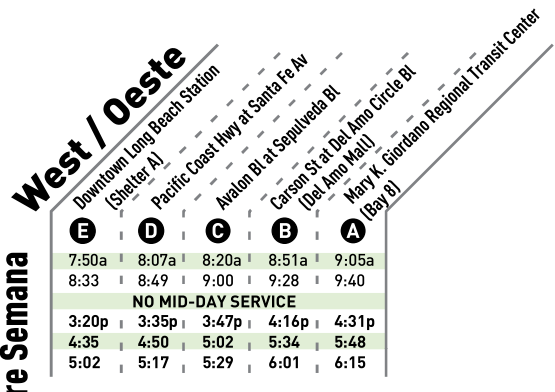 West / Oeste
Downtown Long Beach Station
(Shelter A)
Pacific Coast Hwy at Santa Fe Av
Avalon Bl at Sepulveda Bl
Carson St at Del Amo Circle Bl
(Del Amo Mall)
Mary K. Giordano Regional Transit Center
(Bay 8)
E D C B A
7:50a 8:07a 8:20a 8:51a 9:05a
8:33 8:49 9:00 9:28 9:40
NO MID-DAY SERVICE
3:20p 3:35p 3:47p 4:16p 4:31p
4:35 4:50 5:02 5:34 5:48
5:02 5:17 5:29 6:01 6:15
re Semana